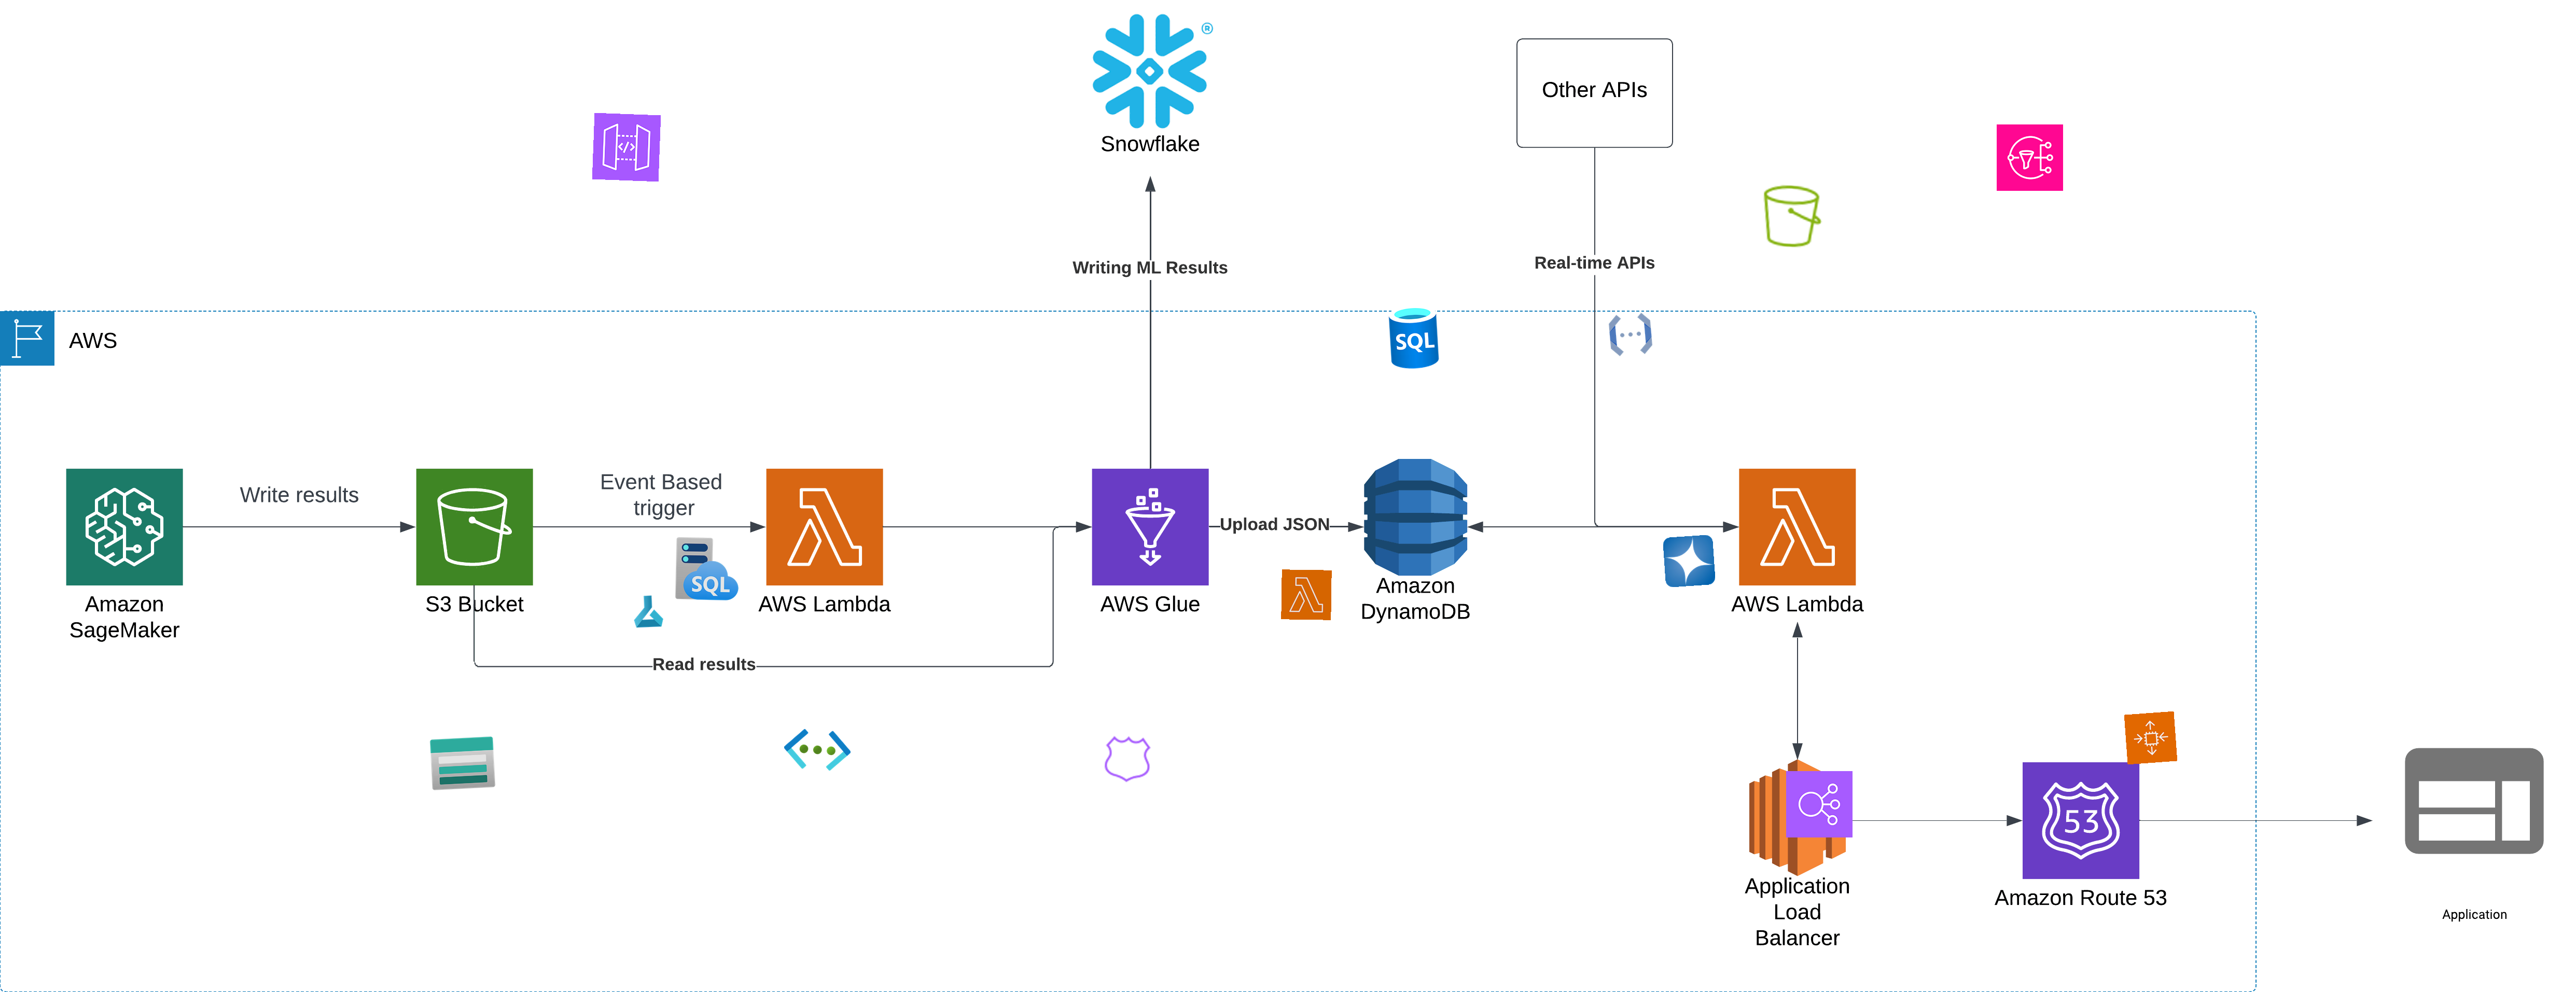 ®
Snowflake
Other APIs
Writing ML Results
Real-time APIs
AWS
SQL
Write results
Event Based
trigger
Upload JSON
SQL
Amazon
SageMaker
S3 Bucket
AWS Lambda
AWS Glue
Amazon
DynamoDB
AWS Lambda
Read results
53
Application
Load
Balancer
Amazon Route 53
Application